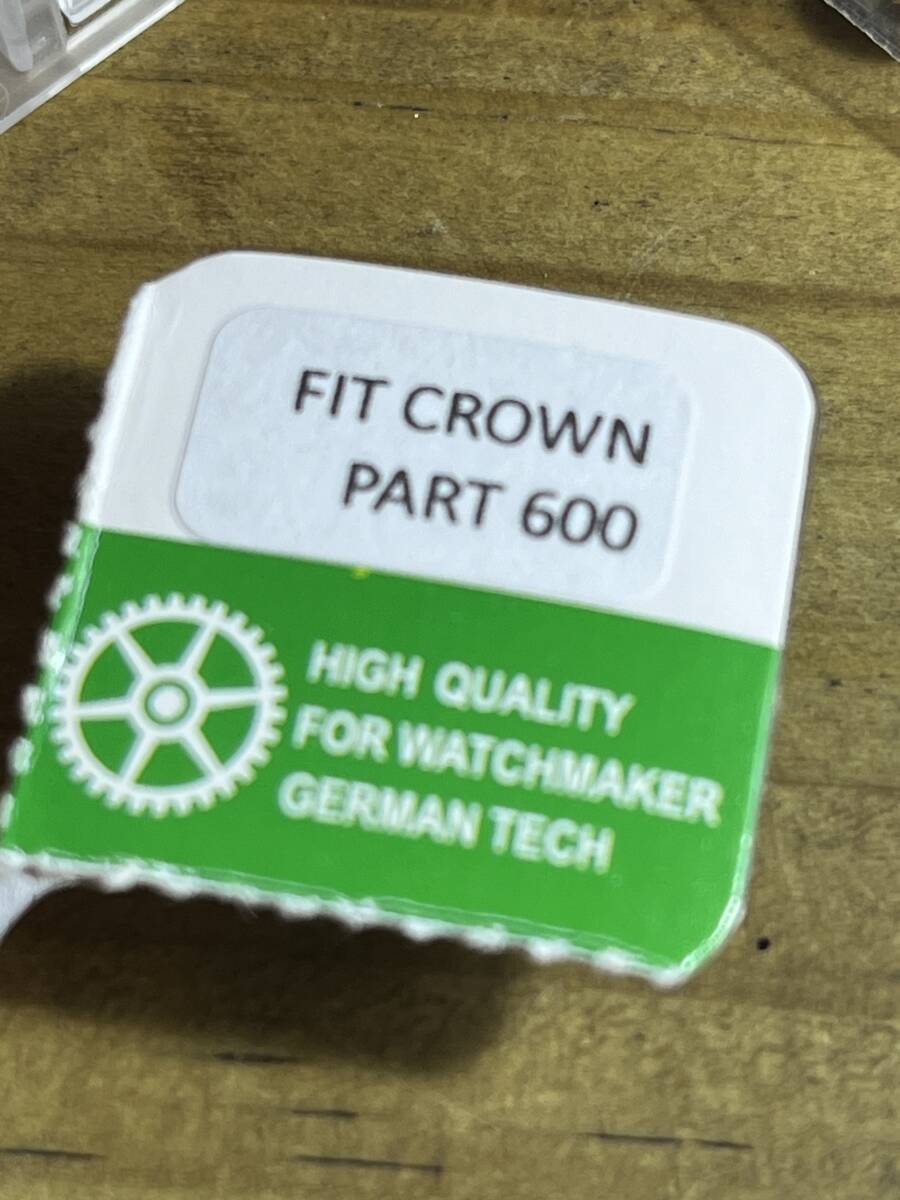 FIT CROWN
PART 600
HIGH QUALITY
FOR WATCHMAKER
GERMAN TECH